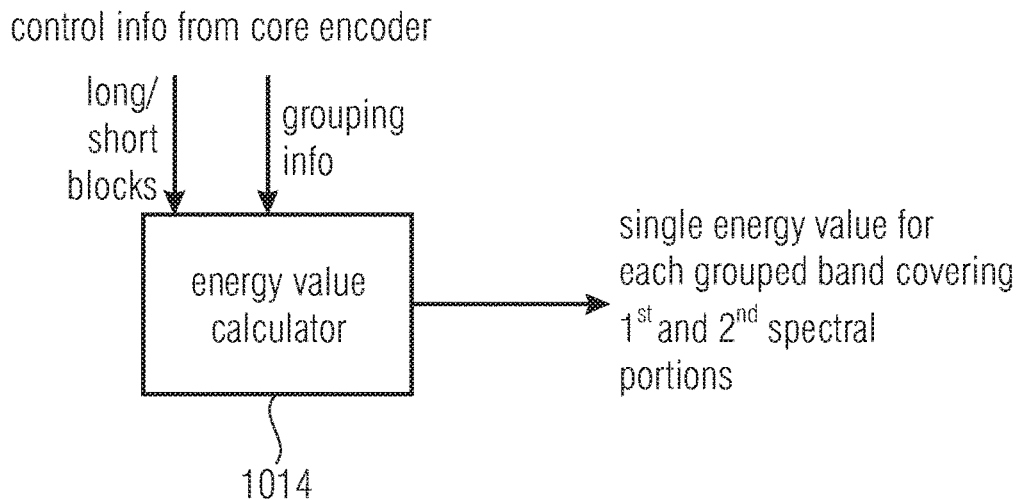 control info from core encoder
long/
short
blocks
grouping
info
energy value
calculator
single energy value for
each grouped band covering
1st and 2nd spectral
portions
1014